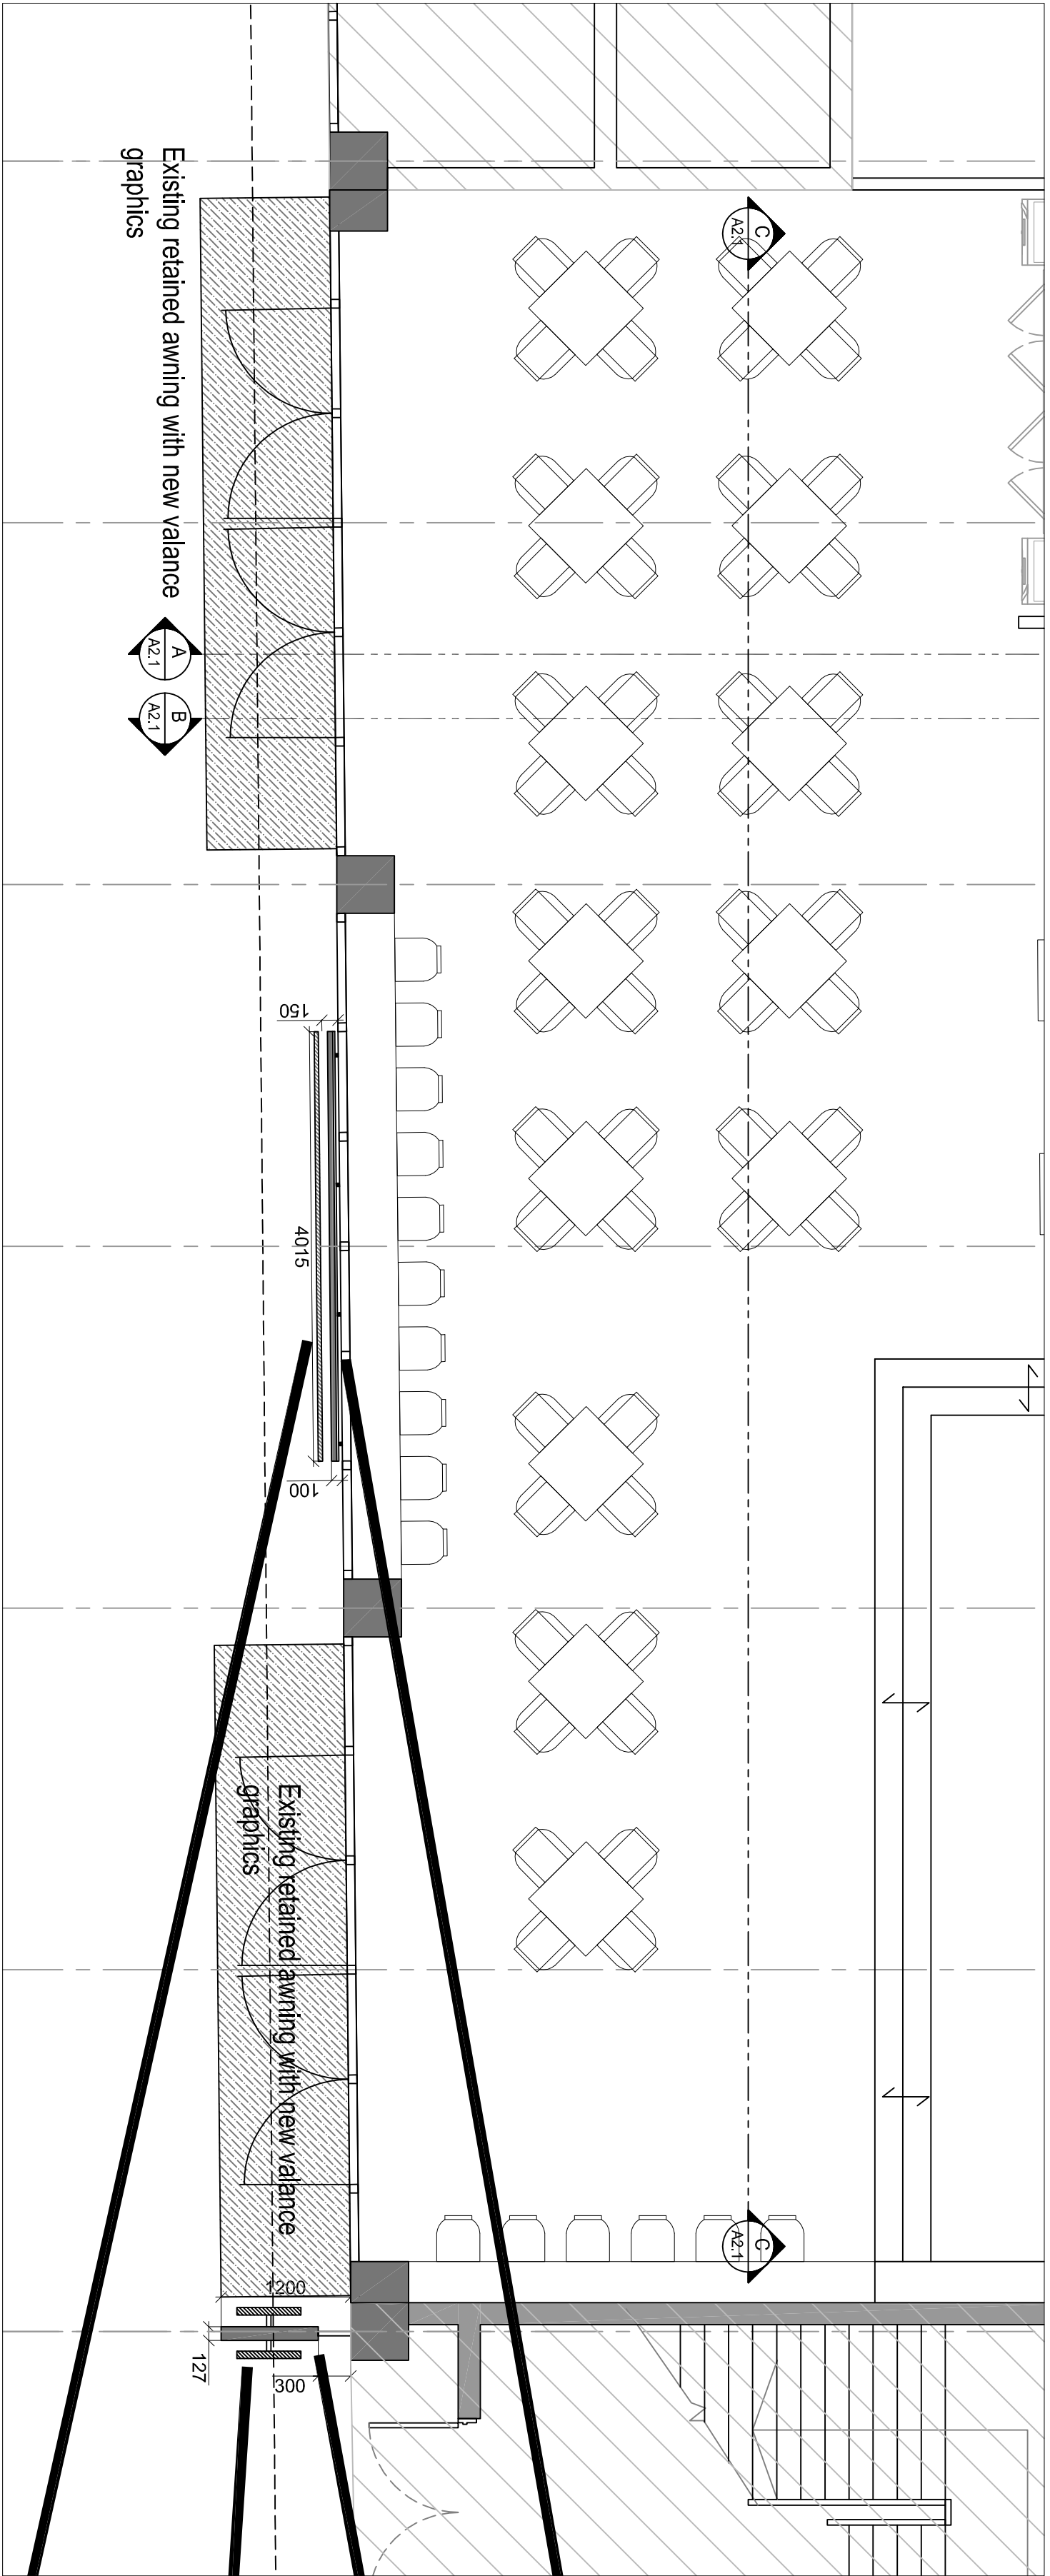 Existing retained awning with new valance
graphics
C
A2.1
A
A2.1
B
A2.1
150
4015
100
Existing retained awning with new valance
graphics
C
A2.1
1200
127
300